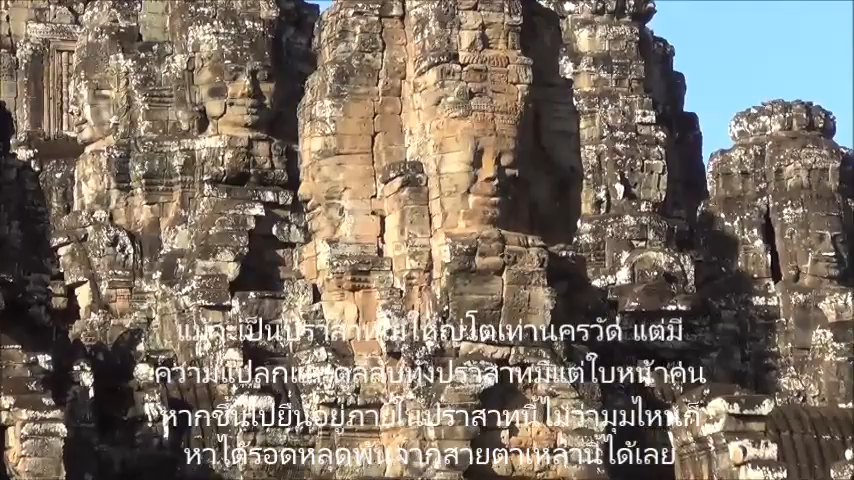 แม้จะเป็นปราสาทที่ไม่ใหญ่โตเท่านครวัด แต่มี
ความแปลกและดูลึกลับทั้งปราสาทมีแต่ใบหน้าคน
หากขึ้นไปยืนอยู่ภายในปราสาทนี้ ไม่ว่ามุมไหนก็
หาได้รอดหลุดพ้นจากสายตาเหล่านี้ได้เลย